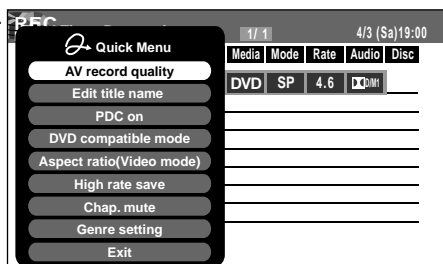 REC
1/ 1 4/3 (Sa)19:00
Quick Menu
Media Mode Rate Audio Disc
AV record quality
DVD SP 4.6 D/M1
Edit title name
PDC on
DVD compatible mode
Aspect ratio(Video mode)
High rate save
Chap. mute
Genre setting
Exit